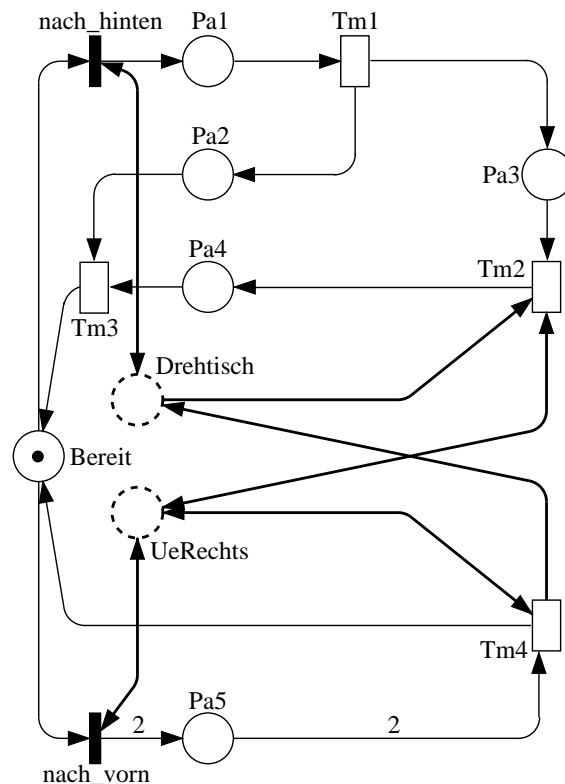 nach_hinten
Pa1
Tm1
Pa2
Pa3
Pa4
Tm2
Tm3
Drehtisch
Bereit
UeRechts
Tm4
Pa5
2
2
nach_vorn